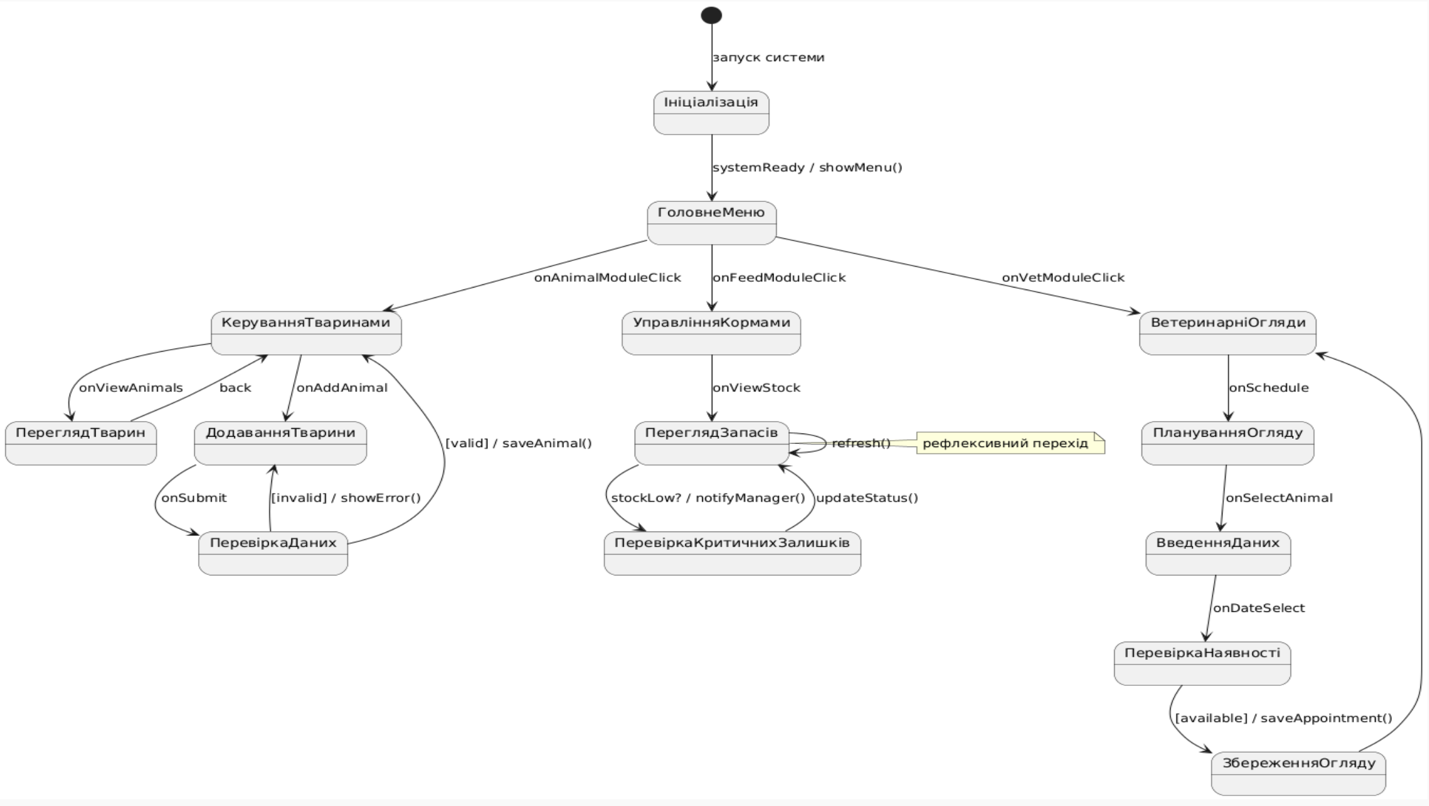 запуск системи
Ініціалізація
systemReady / showMenu()
ГоловнеМеню
onAnimalModuleClick
onFeedModuleClick
onVetModuleClick
КеруванняТваринами
УправлінняКормами
ВетеринарніОгляди
onViewAnimals
back
onAddAnimal
onViewStock
onSchedule
ПереглядТварин
ДодаванняТварини
[valid] / saveAnimal()
ПереглядЗапасів
refresh()
рефлексивний перехід
ПлануванняОгляду
onSubmit
[invalid] / showError()
stockLow? / notifyManager()
updateStatus()
onSelectAnimal
ПеревіркаДаних
ПеревіркаКритичнихЗалишків
ВведенняДаних
onDateSelect
ПеревіркаНаявності
[available] / saveAppointment()
ЗбереженняОгляду